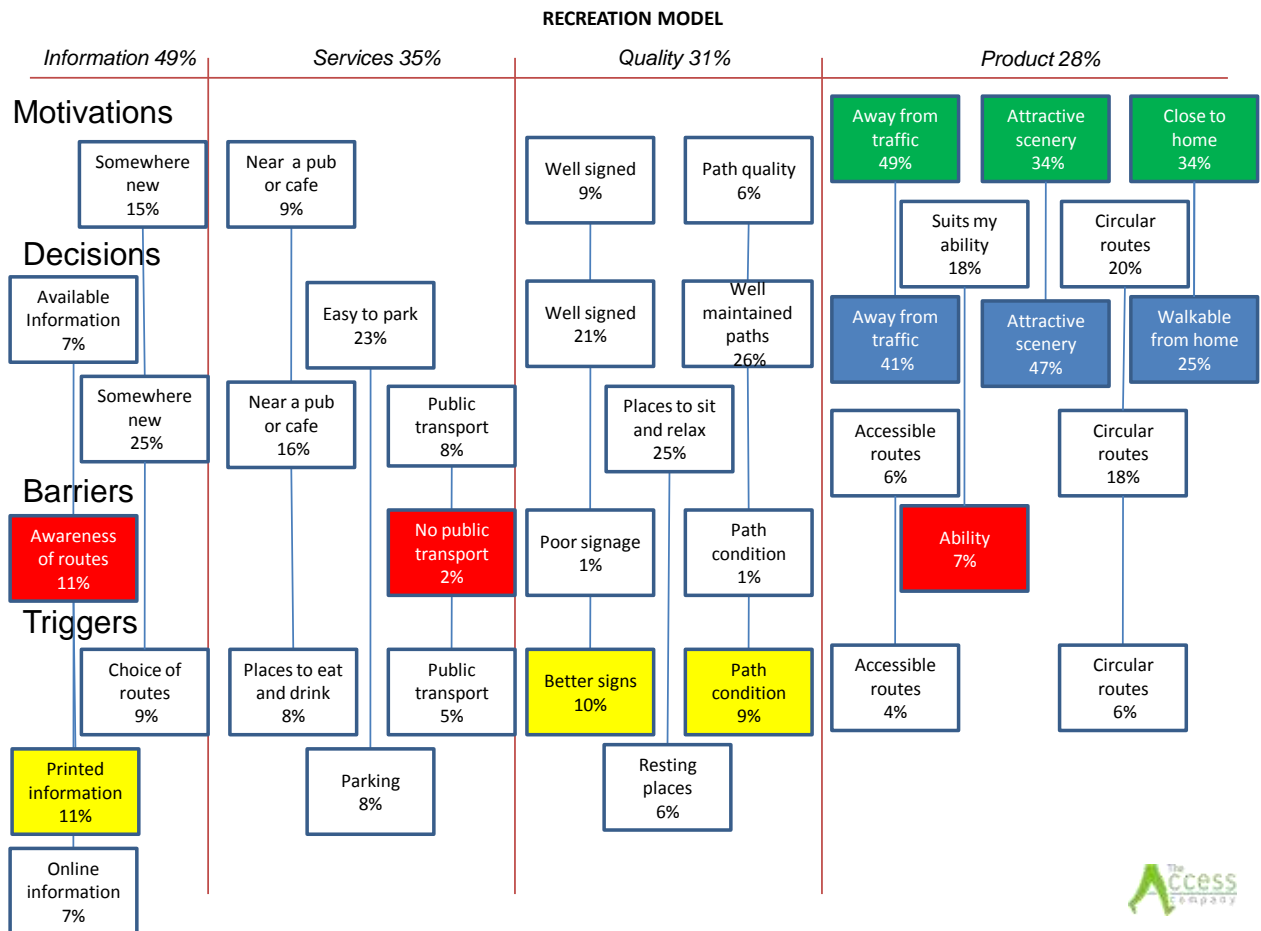 RECREATION MODEL
Information 49%
Services 35%
Quality 31%
Product 28%
Motivations
Somewhere
new
15%
Near a pub
or cafe
9%
Well signed
9%
Path quality
6%
Away from
traffic
49%
Attractive
scenery
34%
Close to
home
34%
Suits my
ability
18%
Circular
routes
20%
Decisions
Available
Information
7%
Somewhere
new
25%
Easy to park
23%
Near a pub
or cafe
16%
Public
transport
8%
Well signed
21%
Well
maintained
paths
26%
Places to sit
and relax
25%
Away from
traffic
41%
Attractive
scenery
47%
Walkable
from home
25%
Accessible
routes
6%
Circular
routes
18%
Barriers
Awareness
of routes
11%
No public
transport
2%
Poor signage
1%
Path
condition
1%
Ability
7%
Triggers
Choice of
routes
9%
Places to eat
and drink
8%
Public
transport
5%
Better signs
10%
Path
condition
9%
Accessible
routes
4%
Circular
routes
6%
Printed
information
11%
Parking
8%
Resting
places
6%
Online
information
7%
The
Access
company